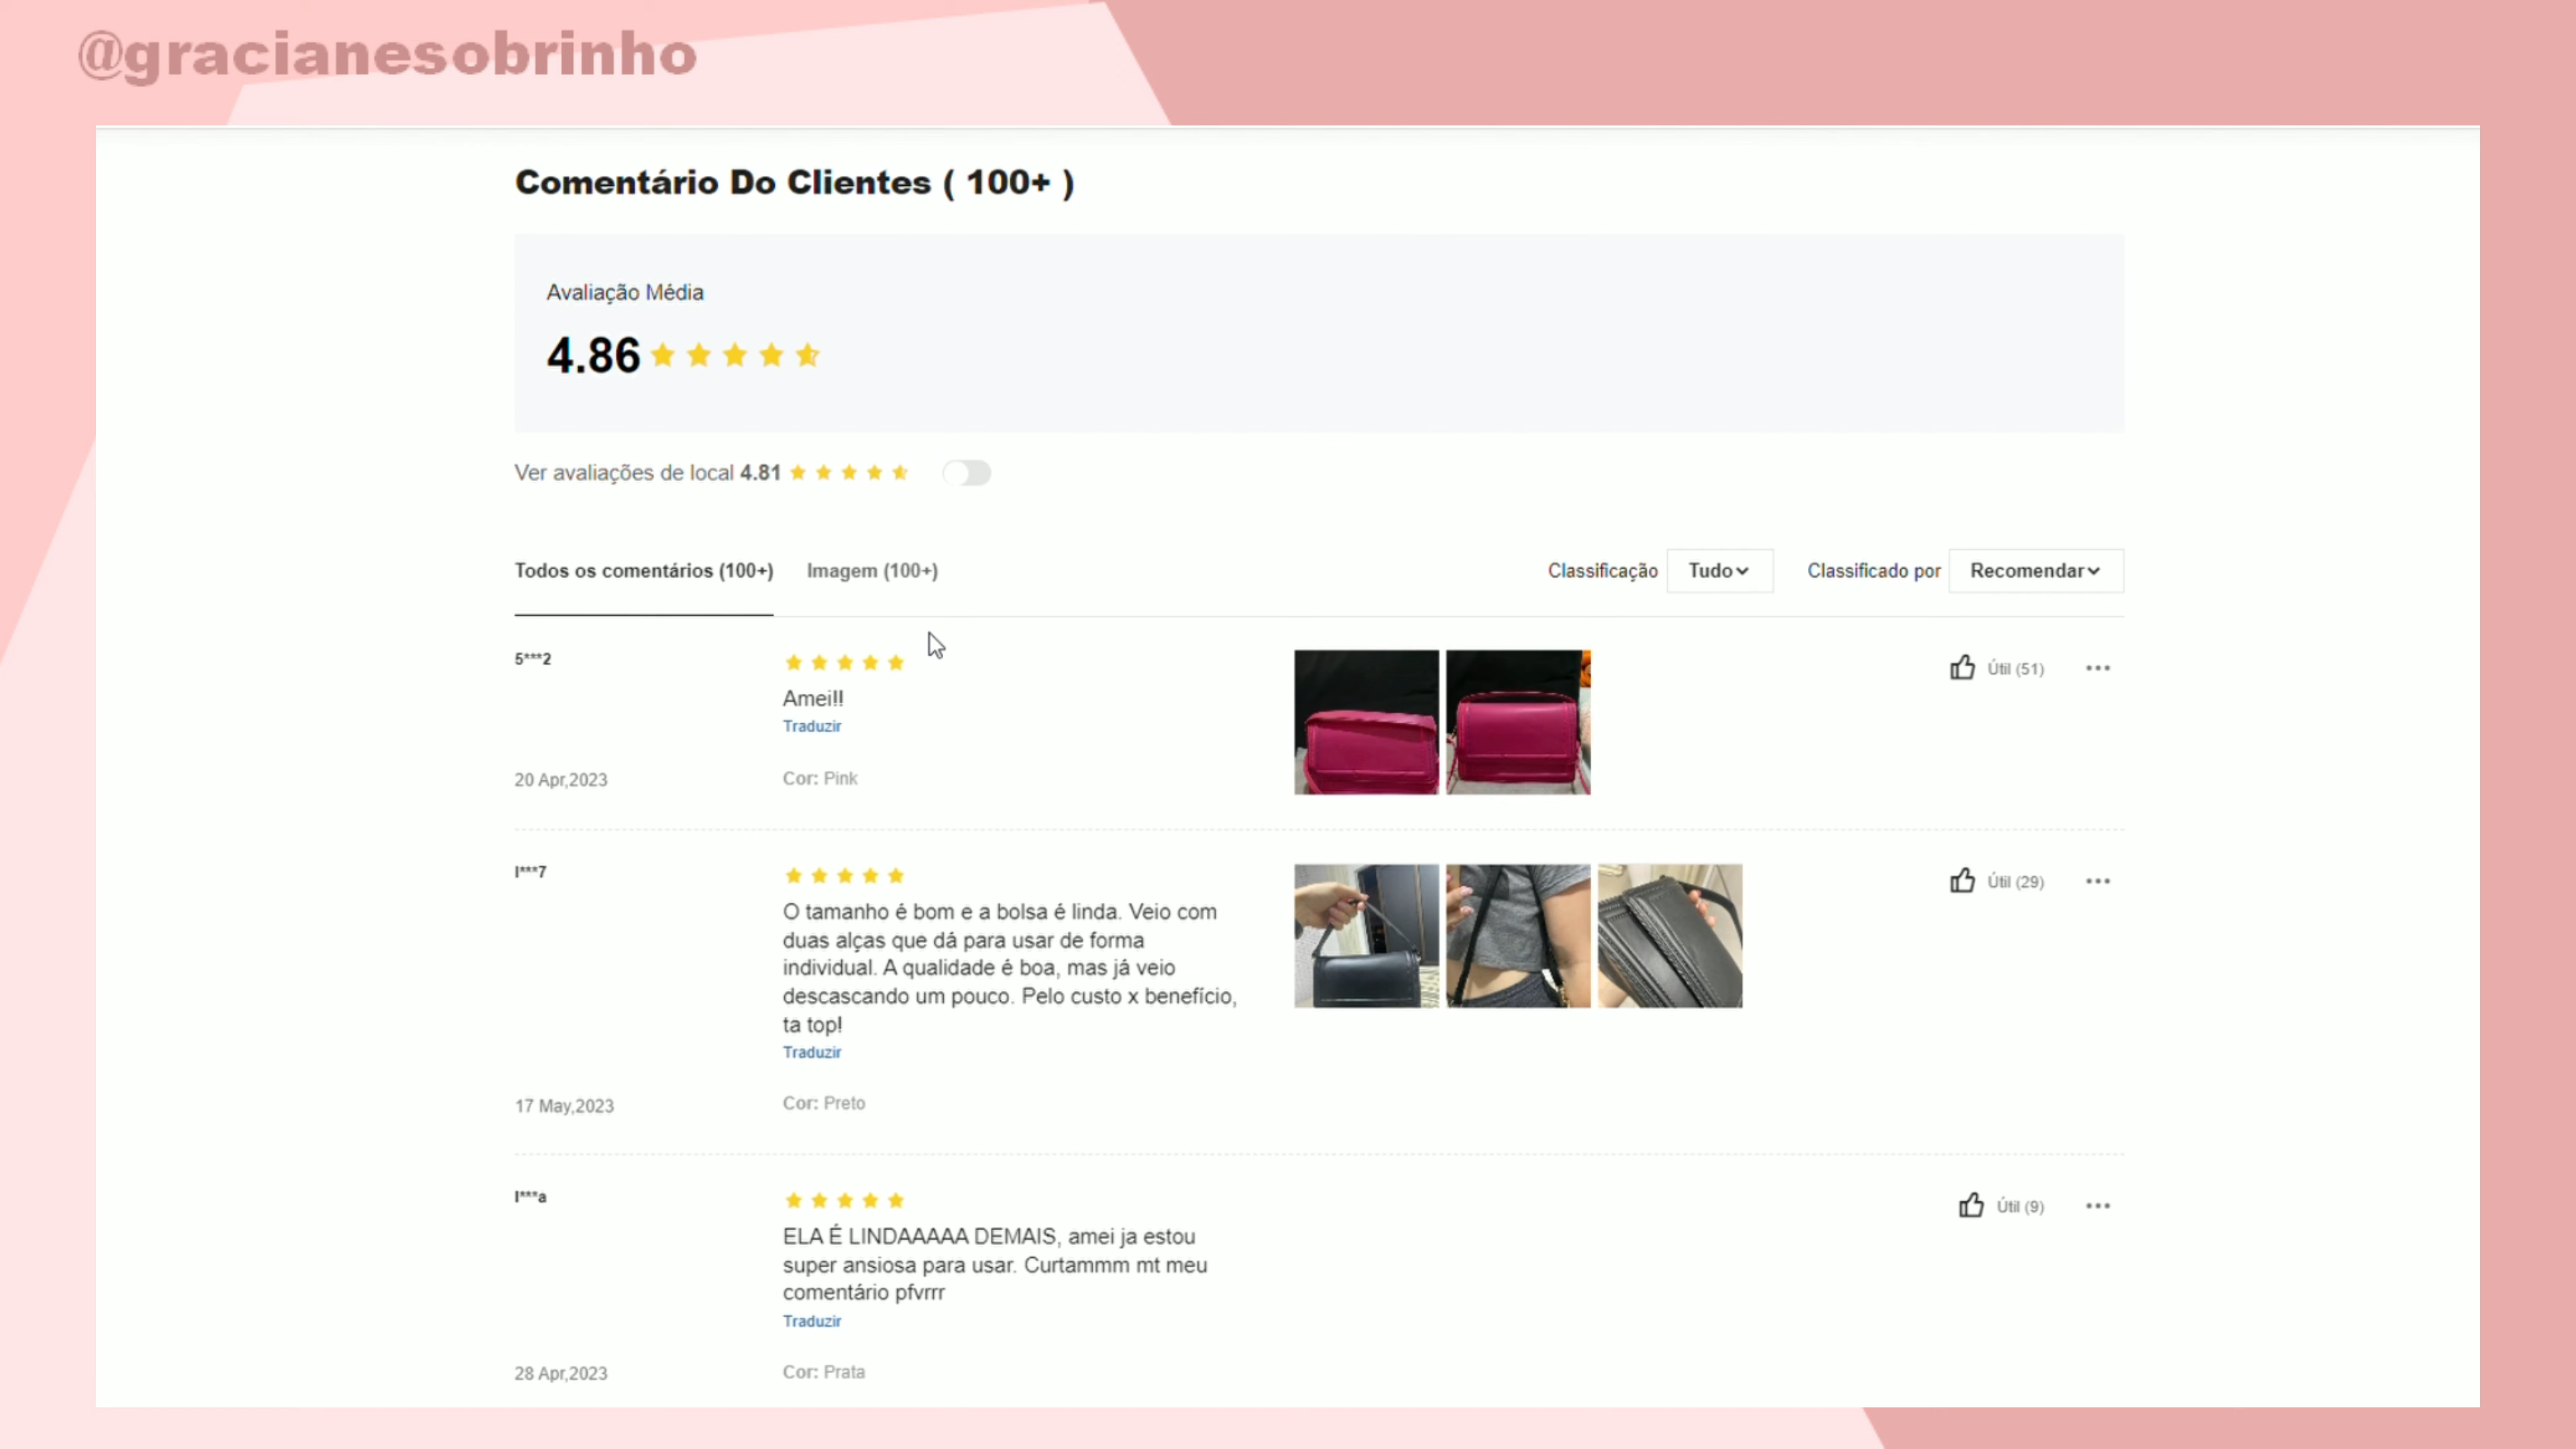 @gracianesobrinho
Comentário Do Clientes ( 100+ )
Avaliação Média
4.86
Ver avaliações de local 4.81
Todos os comentários (100+) Imagem (100+) Classificação Tudo Classificado por Recomendar
5***2
Amei!!
Traduzir
20 Apr,2023
Cor: Pink
Útil (51)
l***7
O tamanho é bom e a bolsa é linda. Veio com
duas alças que dá para usar de forma
individual. A qualidade é boa, mas já veio
descascando um pouco. Pelo custo x benefício,
ta top!
Traduzir
17 May,2023
Cor: Preto
Útil (29)
l***a
ELA É LINDAAAAA DEMAIS, amei ja estou
super ansiosa para usar. Curtammm mt meu
comentário pfvrrr
Traduzir
28 Apr,2023
Cor: Prata
Útil (9)